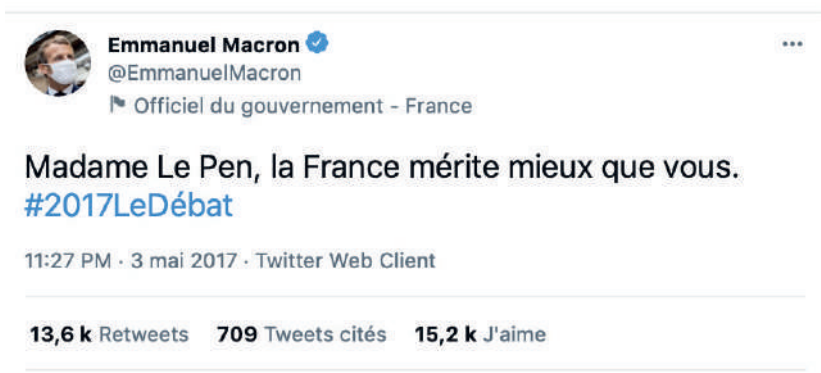 Emmanuel Macron
@EmmanuelMacron
Officiel du gouvernement - France
Madame Le Pen, la France mérite mieux que vous.
#2017LeDébat
11:27 PM · 3 mai 2017 · Twitter Web Client
13,6 k Retweets 709 Tweets cités 15,2 k J'aime